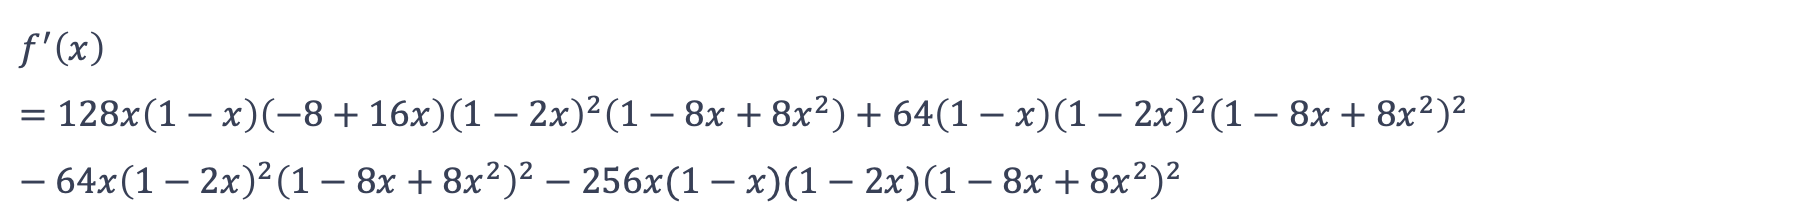 f′(x)
= 128x(1 − x)(−8 + 16x)(1 − 2x)²(1 − 8x + 8x²) + 64(1 − x)(1 − 2x)²(1 − 8x + 8x²)²
− 64x(1 − 2x)²(1 − 8x + 8x²)² − 256x(1 − x)(1 − 2x)(1 − 8x + 8x²)²